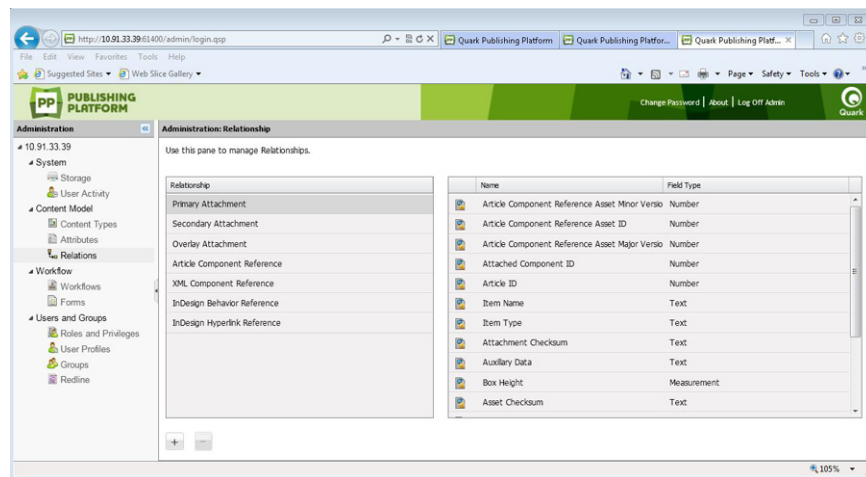 http://10.91.33.39:61400/admin/login.qsp
Quark Publishing Platform
Quark Publishing Platfor...
Quark Publishing Platf...
File Edit View Favorites Tools Help
Suggested Sites Web Slice Gallery
Page Safety Tools
PP PUBLISHING PLATFORM
Change Password | About | Log Off Admin
Quark
Administration
Administration: Relationship
10.91.33.39
System
Storage
User Activity
Content Model
Content Types
Attributes
Relations
Workflow
Workflows
Forms
Users and Groups
Roles and Privileges
User Profiles
Groups
Redline
Use this pane to manage Relationships.
Relationship
Primary Attachment
Secondary Attachment
Overlay Attachment
Article Component Reference
XML Component Reference
InDesign Behavior Reference
InDesign Hyperlink Reference
Name Field Type
Article Component Reference Asset Minor Versio Number
Article Component Reference Asset ID Number
Article Component Reference Asset Major Versio Number
Attached Component ID Number
Article ID Number
Item Name Text
Item Type Text
Attachment Checksum Text
Auxillary Data Text
Box Height Measurement
Asset Checksum Text
105%